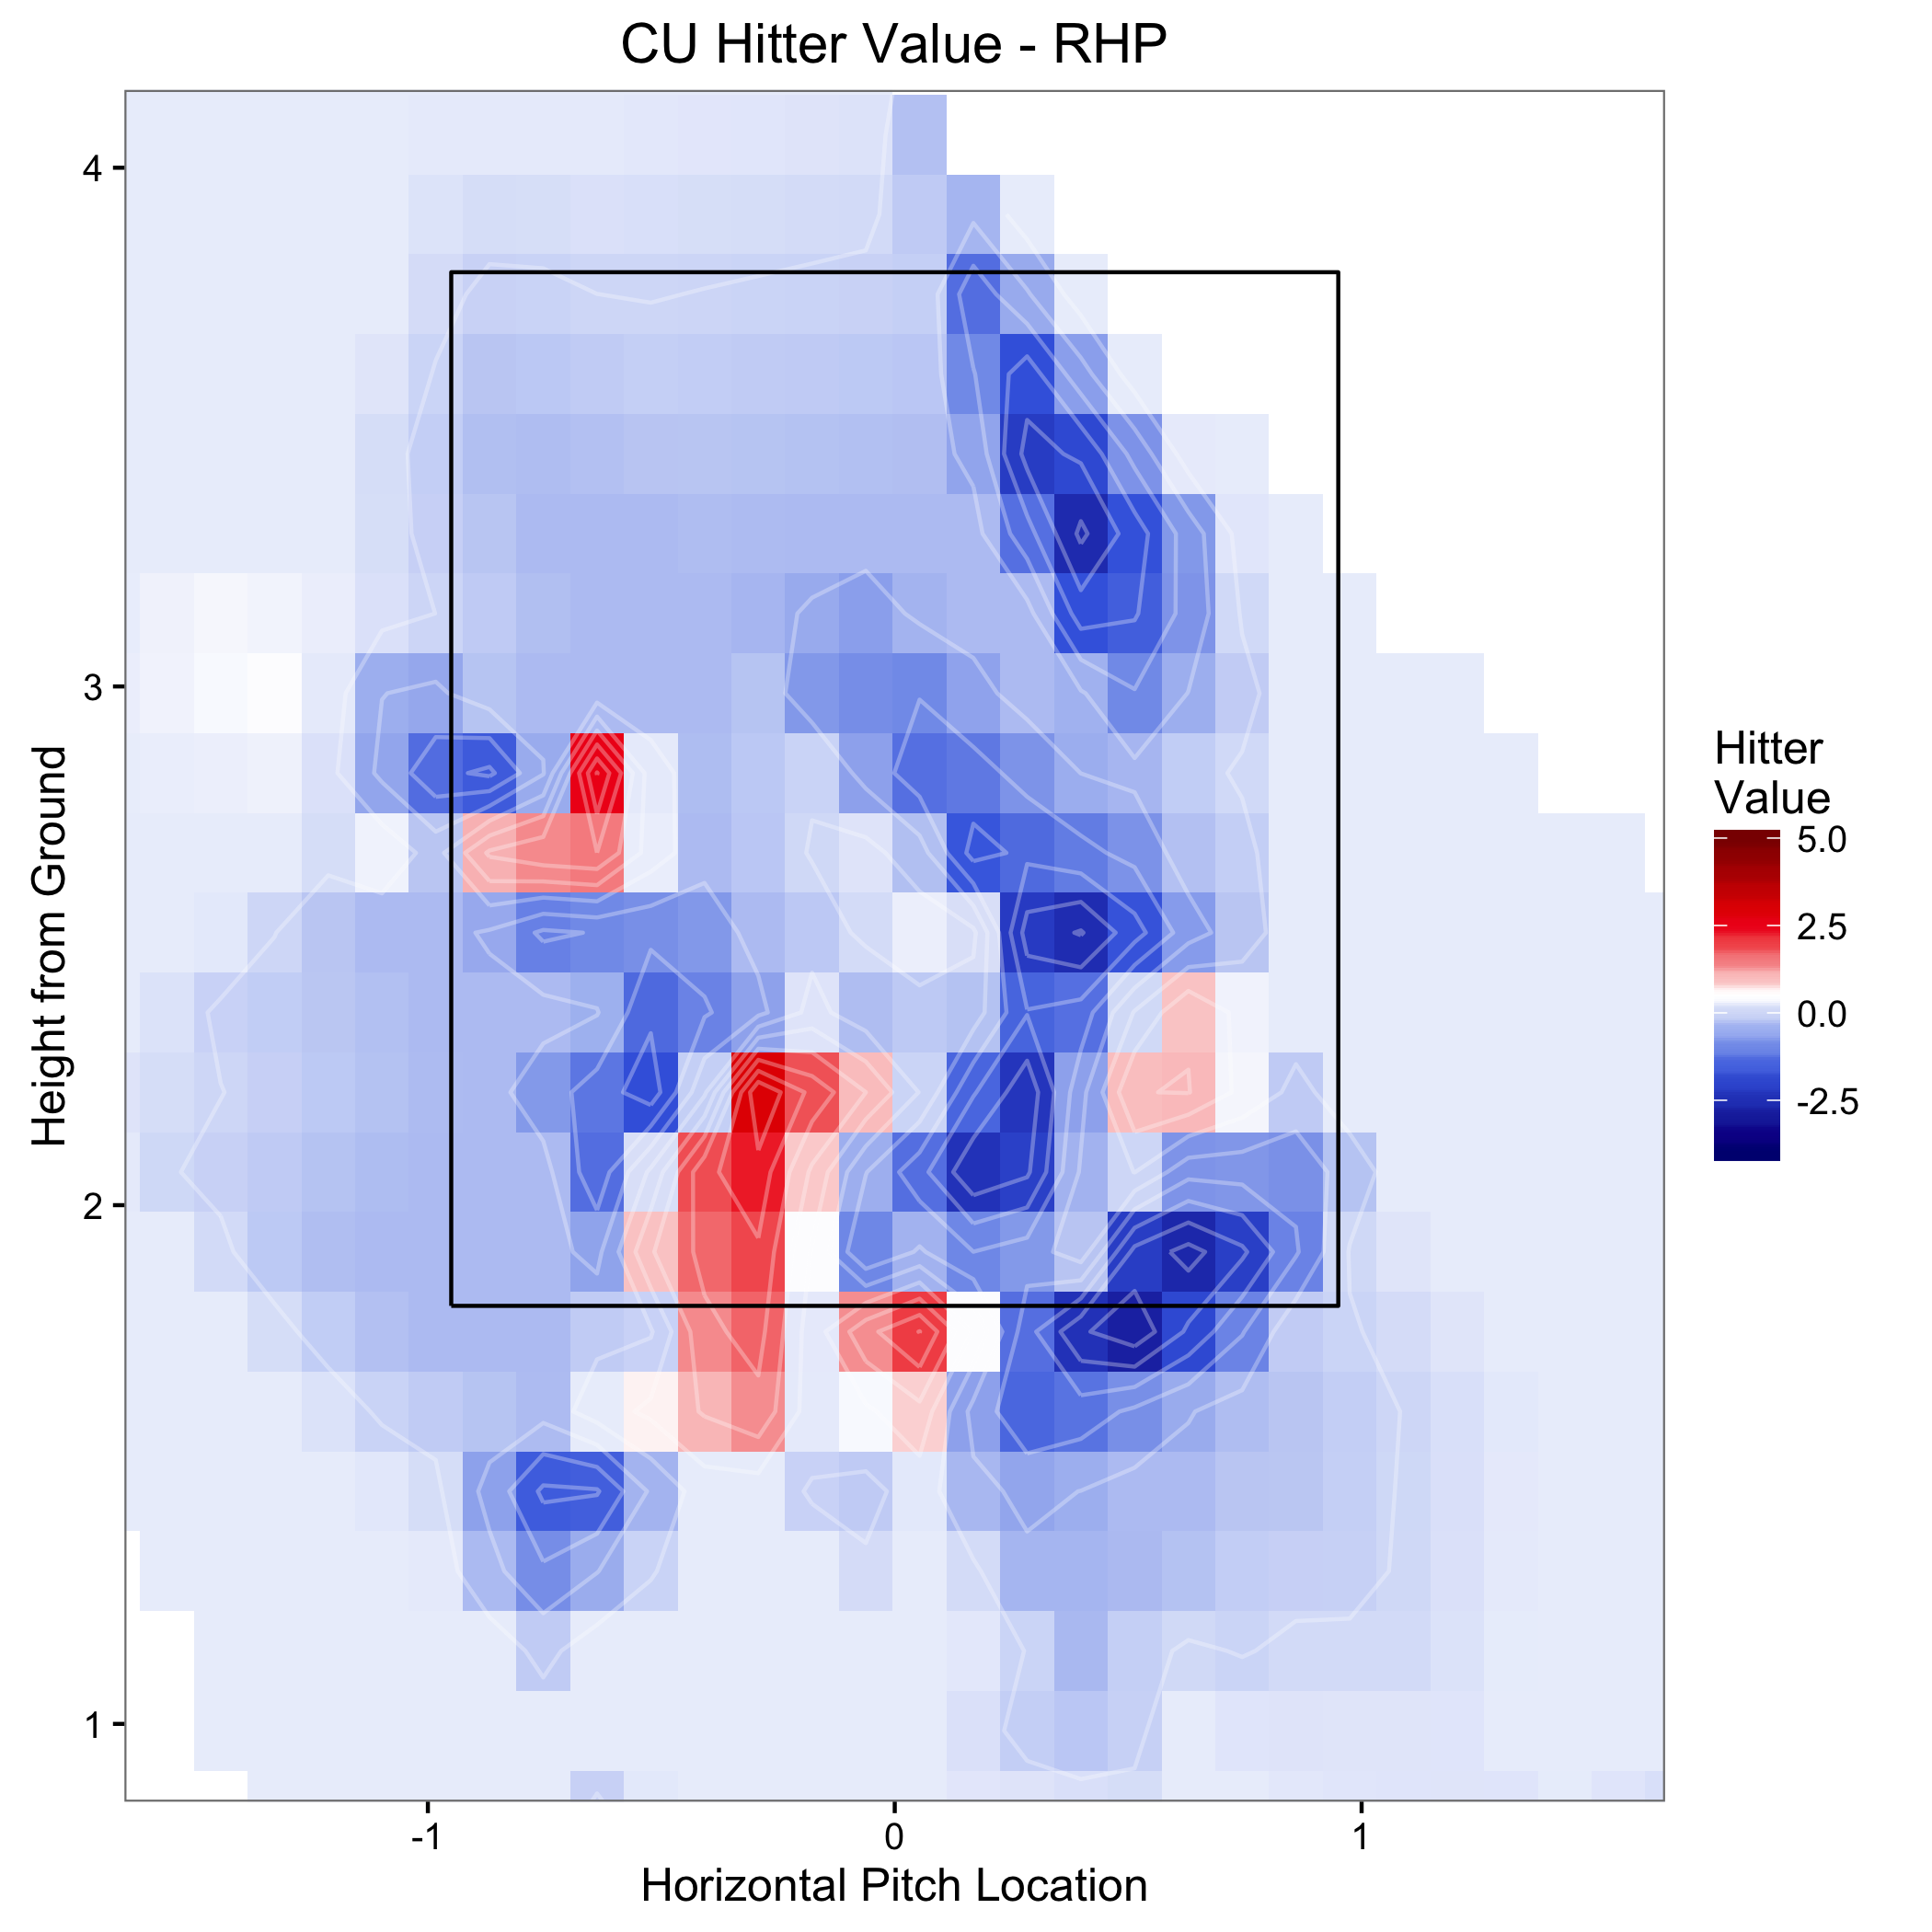 CU Hitter Value - RHP
4
3
2
1
Height from Ground
-1
0
1
Horizontal Pitch Location
Hitter
Value
5.0
2.5
0.0
-2.5